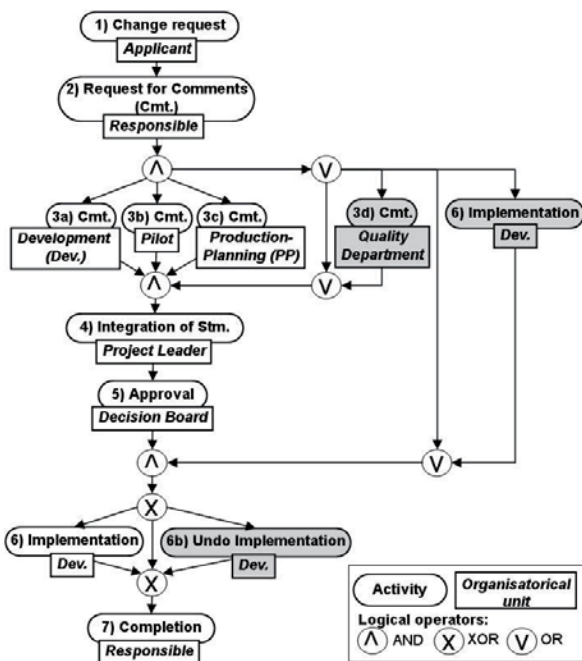 1) Change request
Applicant
2) Request for Comments
(Cmt.)
Responsible
Λ
V
3a) Cmt.
3b) Cmt.
3c) Cmt.
3d) Cmt.
6) Implementation
Development
(Dev.)
Pilot
Production-
Planning (PP)
Quality
Department
Dev.
Λ
V
4) Integration of Stm.
Project Leader
5) Approval
Decision Board
Λ
V
X
6) Implementation
6b) Undo Implementation
Dev.
Dev.
X
7) Completion
Responsible
Activity
Organisatorical
unit
Logical operators:
Λ AND X XOR V OR